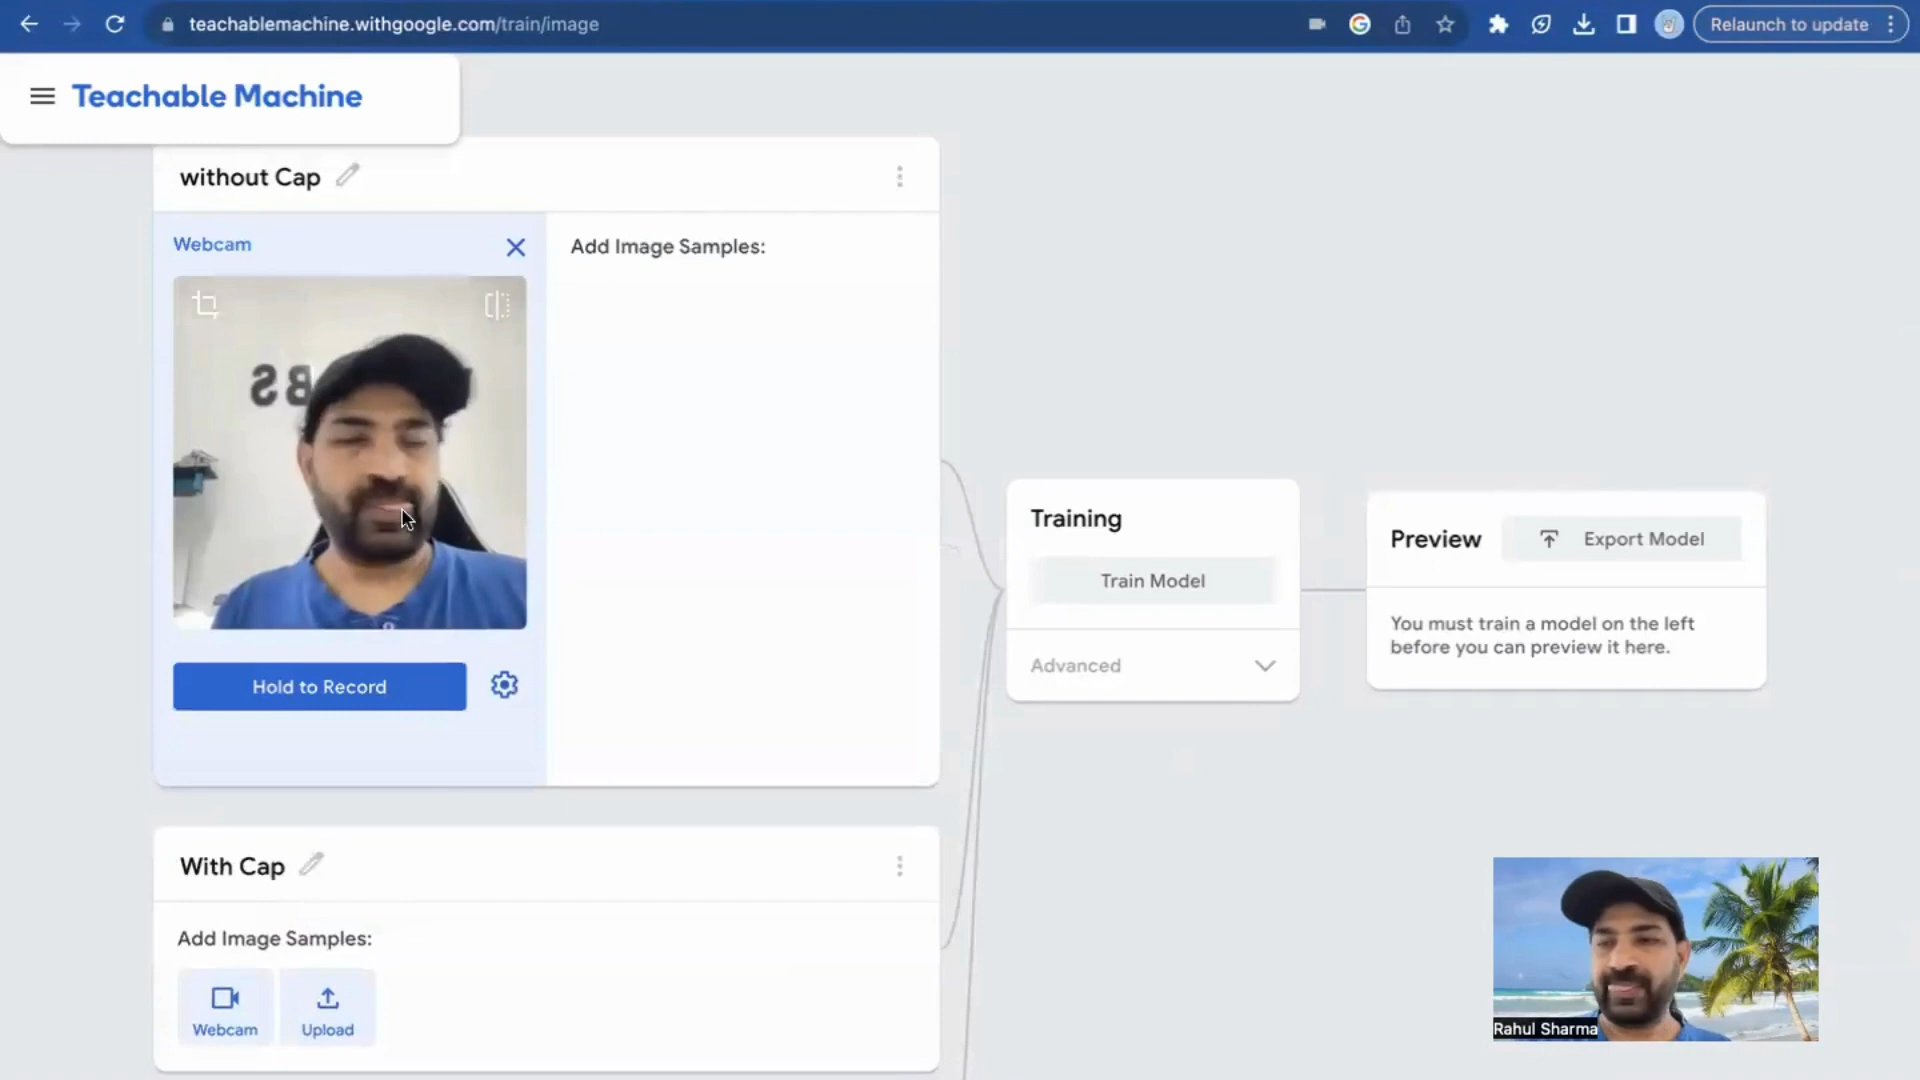 teachablemachine.withgoogle.com/train/image
Relaunch to update
Teachable Machine
without Cap
Webcam
Add Image Samples:
Hold to Record
Training
Train Model
Advanced
Preview
Export Model
You must train a model on the left
before you can preview it here.
With Cap
Add Image Samples:
Webcam
Upload
Rahul Sharma